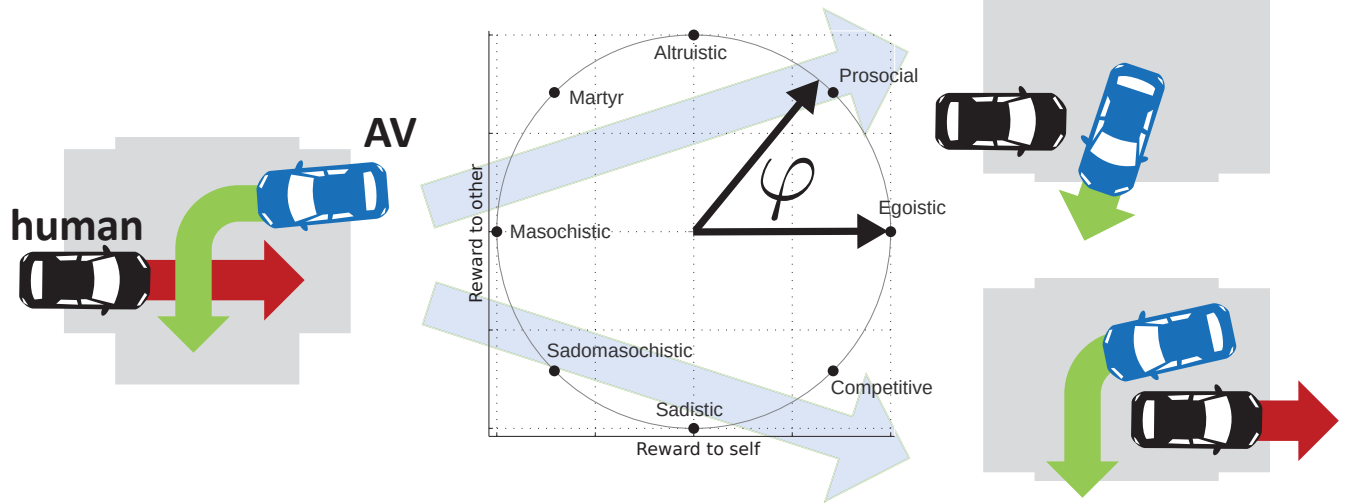 AV
human
Altruistic
Prosocial
Martyr
φ
Egoistic
Masochistic
Reward to other
Sadomasochistic
Competitive
Sadistic
Reward to self